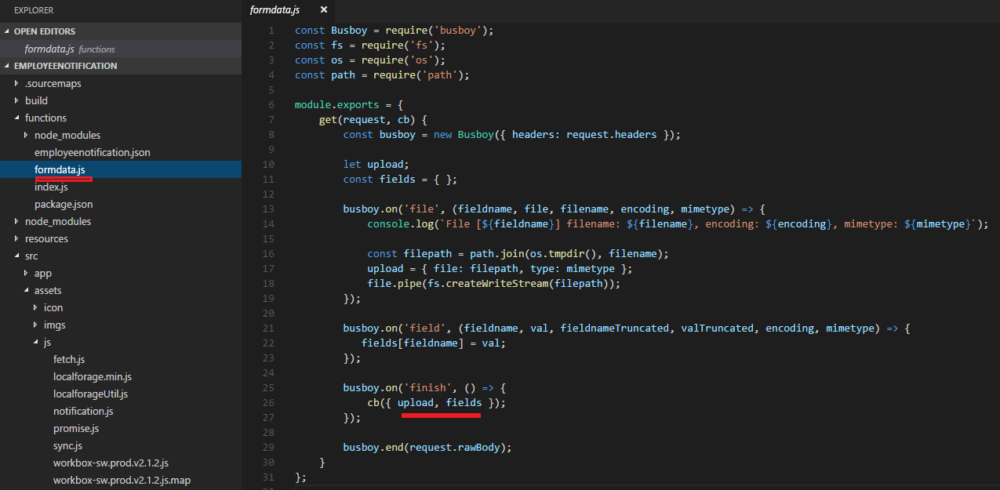 EXPLORER
OPEN EDITORS
formdata.js functions
EMPLOYEENOTIFICATION
.sourcemaps
build
functions
node_modules
employeenotification.json
formdata.js
index.js
package.json
node_modules
resources
src
app
assets
icon
imgs
js
fetch.js
localforage.min.js
localforageUtil.js
notification.js
promise.js
sync.js
workbox-sw.prod.v2.1.2.js
workbox-sw.prod.v2.1.2.js.map
formdata.js ×
1 const Busboy = require('busboy');
2 const fs = require('fs');
3 const os = require('os');
4 const path = require('path');
5
6 module.exports = {
7     get(request, cb) {
8         const busboy = new Busboy({ headers: request.headers });
9
10         let upload;
11         const fields = { };
12
13         busboy.on('file', (fieldname, file, filename, encoding, mimetype) => {
14             console.log(`File [${fieldname}] filename: ${filename}, encoding: ${encoding}, mimetype: ${mimetype}`);
15
16             const filepath = path.join(os.tmpdir(), filename);
17             upload = { file: filepath, type: mimetype };
18             file.pipe(fs.createWriteStream(filepath));
19         });
20
21         busboy.on('field', (fieldname, val, fieldnameTruncated, valTruncated, encoding, mimetype) => {
22            fields[fieldname] = val;
23         });
24
25         busboy.on('finish', () => {
26             cb({ upload, fields });
27         });
28
29         busboy.end(request.rawBody);
30     }
31 };
32